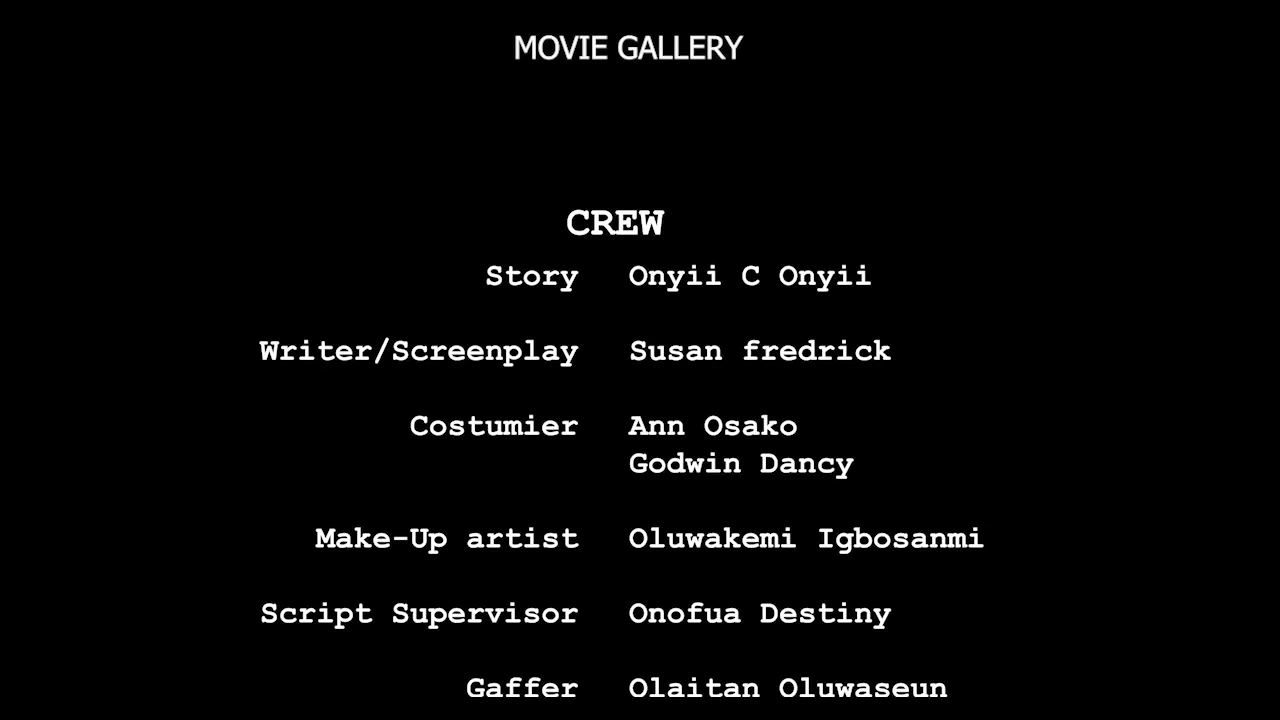 MOVIE GALLERY
CREW
Story Onyii C Onyii
Writer/Screenplay Susan fredrick
Costumier Ann Osako
Godwin Dancy
Make-Up artist Oluwakemi Igbosanmi
Script Supervisor Onofua Destiny
Gaffer Olaitan Oluwaseun